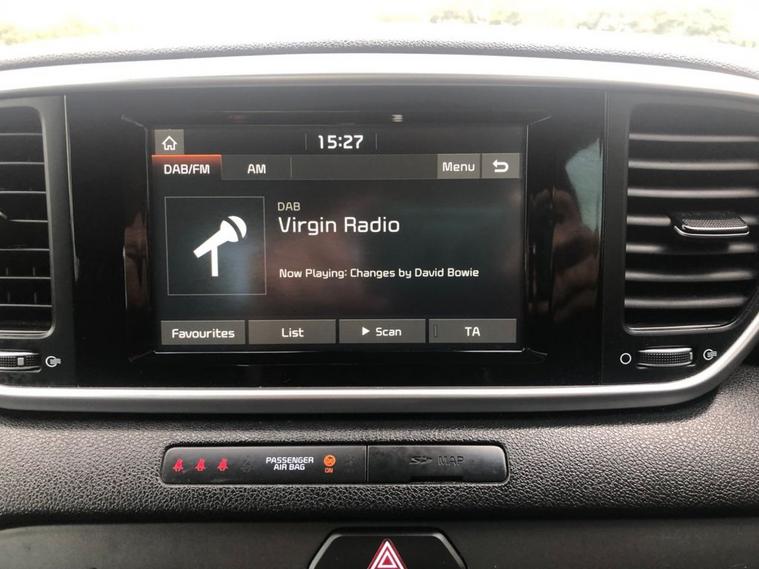 15:27
DAB/FM AM Menu
DAB
Virgin Radio
Now Playing: Changes by David Bowie
Favourites List Scan TA
PASSENGER
AIR BAG ON
SD MAP